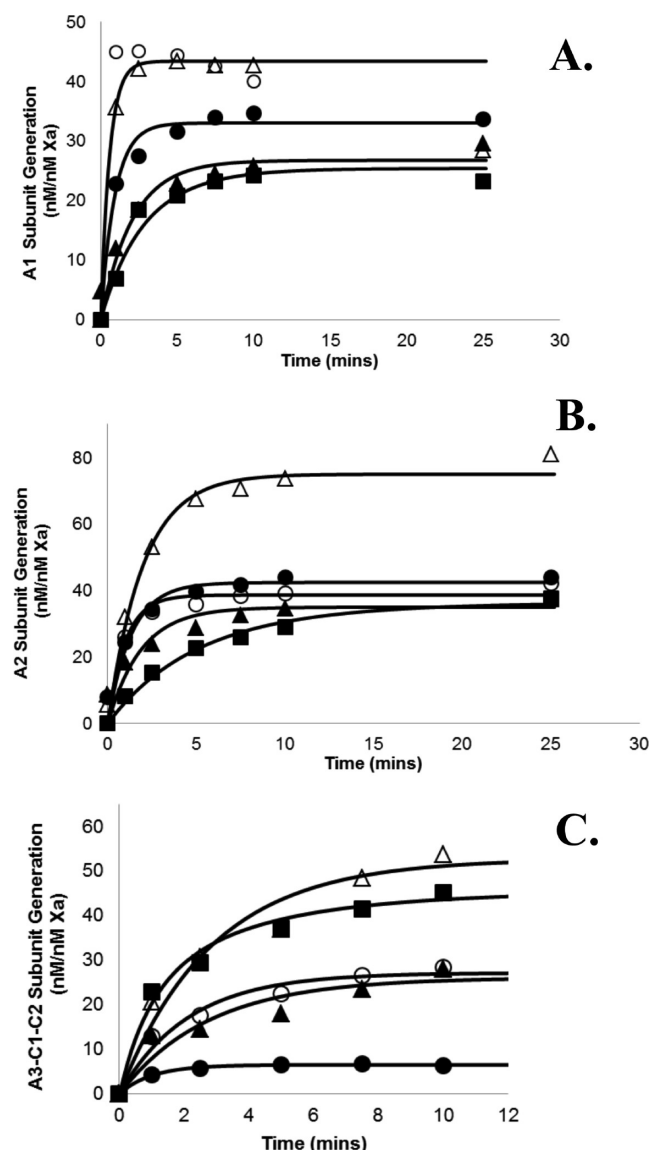 A.
50
40
30
20
10
0
A1 Subunit Generation
(nM/nM Xa)
0 5 10 15 20 25 30
Time (mins)
B.
80
60
40
20
0
A2 Subunit Generation
(nM/nM Xa)
0 5 10 15 20 25 30
Time (mins)
C.
60
50
40
30
20
10
0
A3-C1-C2 Subunit Generation
(nM/nM Xa)
0 2 4 6 8 10 12
Time (mins)